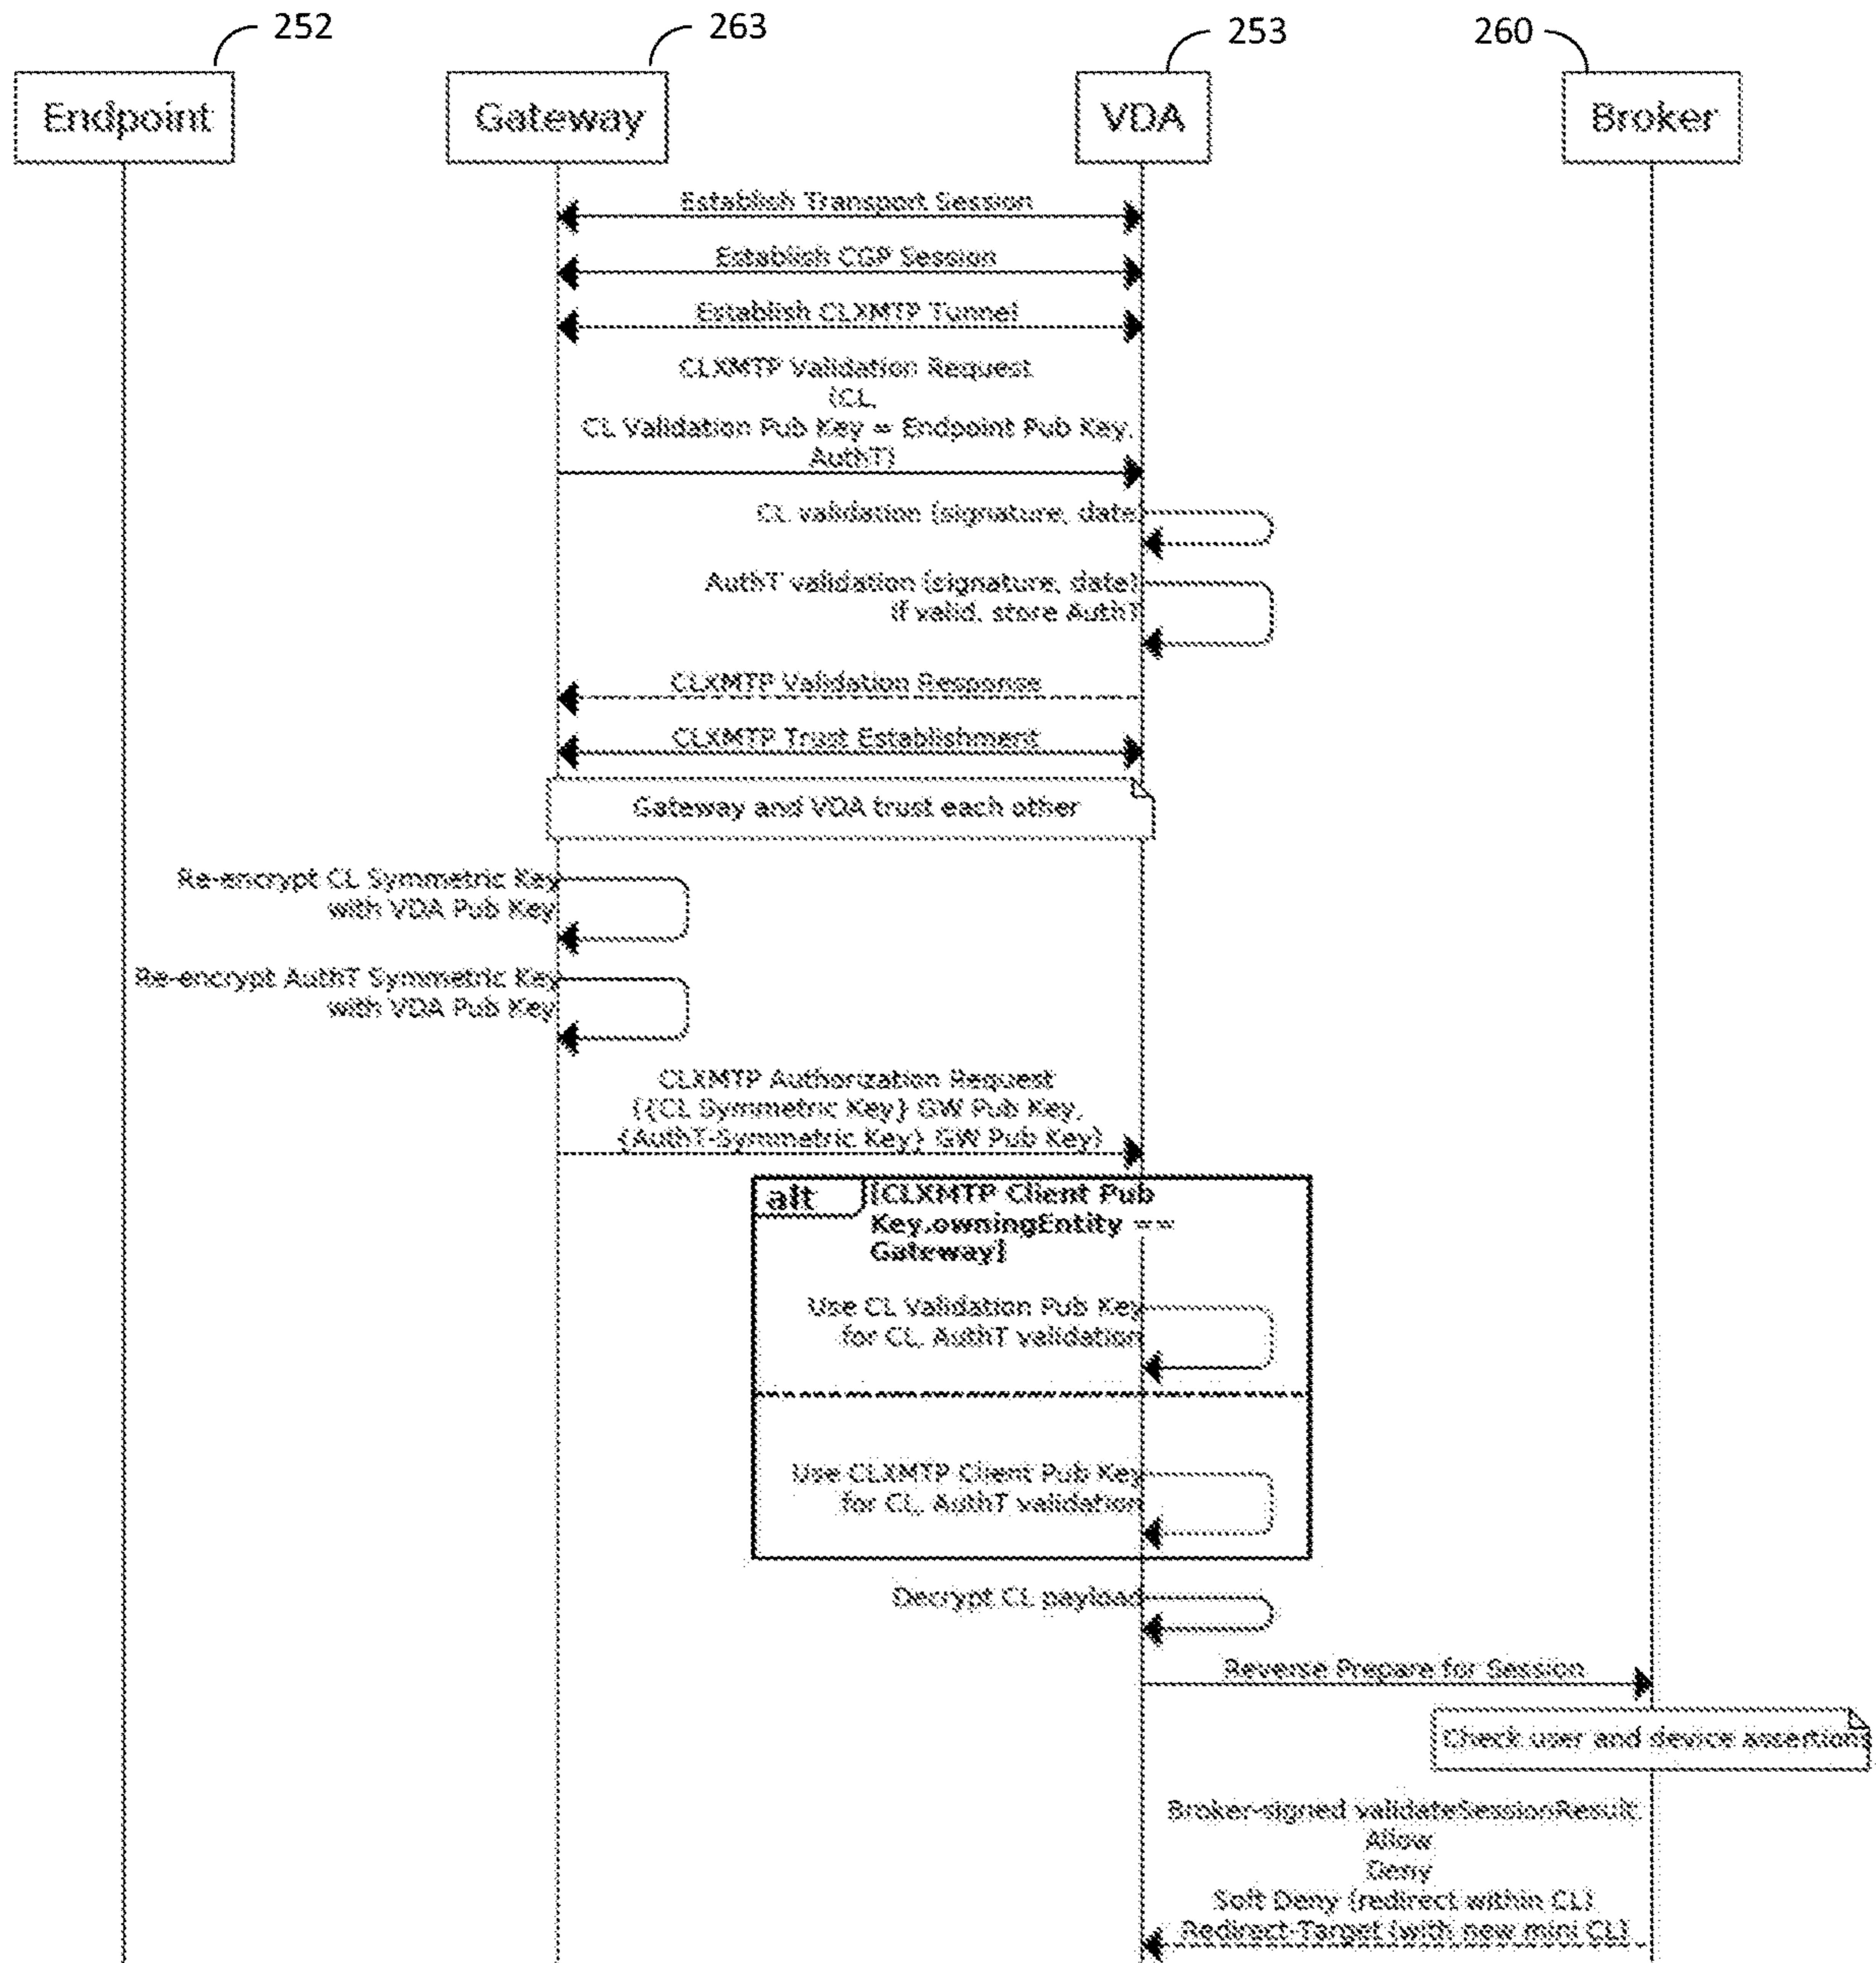 252
263
253
260
Endpoint
Gateway
VDA
Broker
Establish Transport Session
Establish CGP Session
Establish CLXMTP Tunnel
CLXMTP Validation Request
(CL,
CL Validation Pub Key = Endpoint Pub Key,
AuthT)
CL validation (signature, date)
AuthT validation (signature, date)
If valid, store AuthT
CLXMTP Validation Response
CLXMTP Trust Establishment
Gateway and VDA trust each other
Re-encrypt CL Symmetric Key
with VDA Pub Key
Re-encrypt AuthT Symmetric Key
with VDA Pub Key
CLXMTP Authorization Request
({CL Symmetric Key} GW Pub Key,
{AuthT-Symmetric Key} GW Pub Key)
alt
[CLXMTP Client Pub
Key.owningEntity ==
Gateway]
Use CL Validation Pub Key
for CL, AuthT validation
Use CLXMTP Client Pub Key
for CL, AuthT validation
Decrypt CL payload
Reverse Prepare for Session
Check user and device assertions
Broker-signed validateSessionResult:
Allow
Deny
Soft Deny (redirect within CL)
Redirect-Target (with new mini CL)